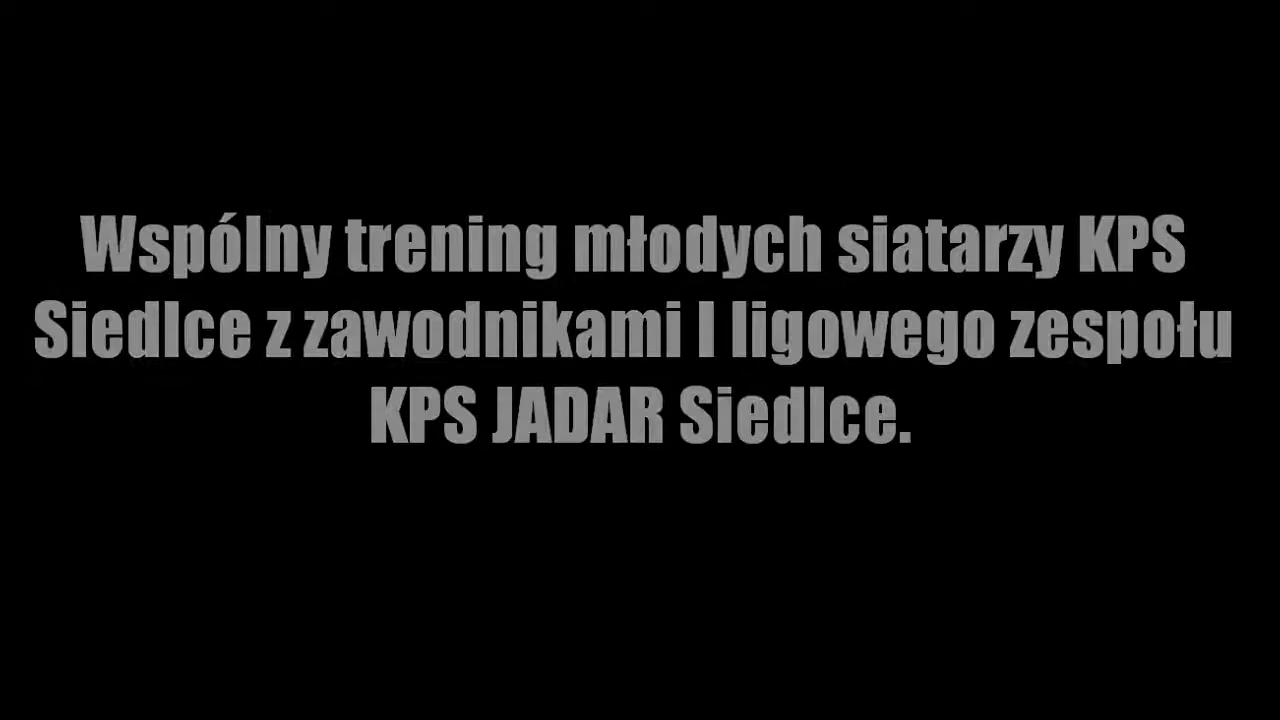 Wspólny trening młodych siatarzy KPS
Siedlce z zawodnikami I ligowego zespołu
KPS JADAR Siedlce.